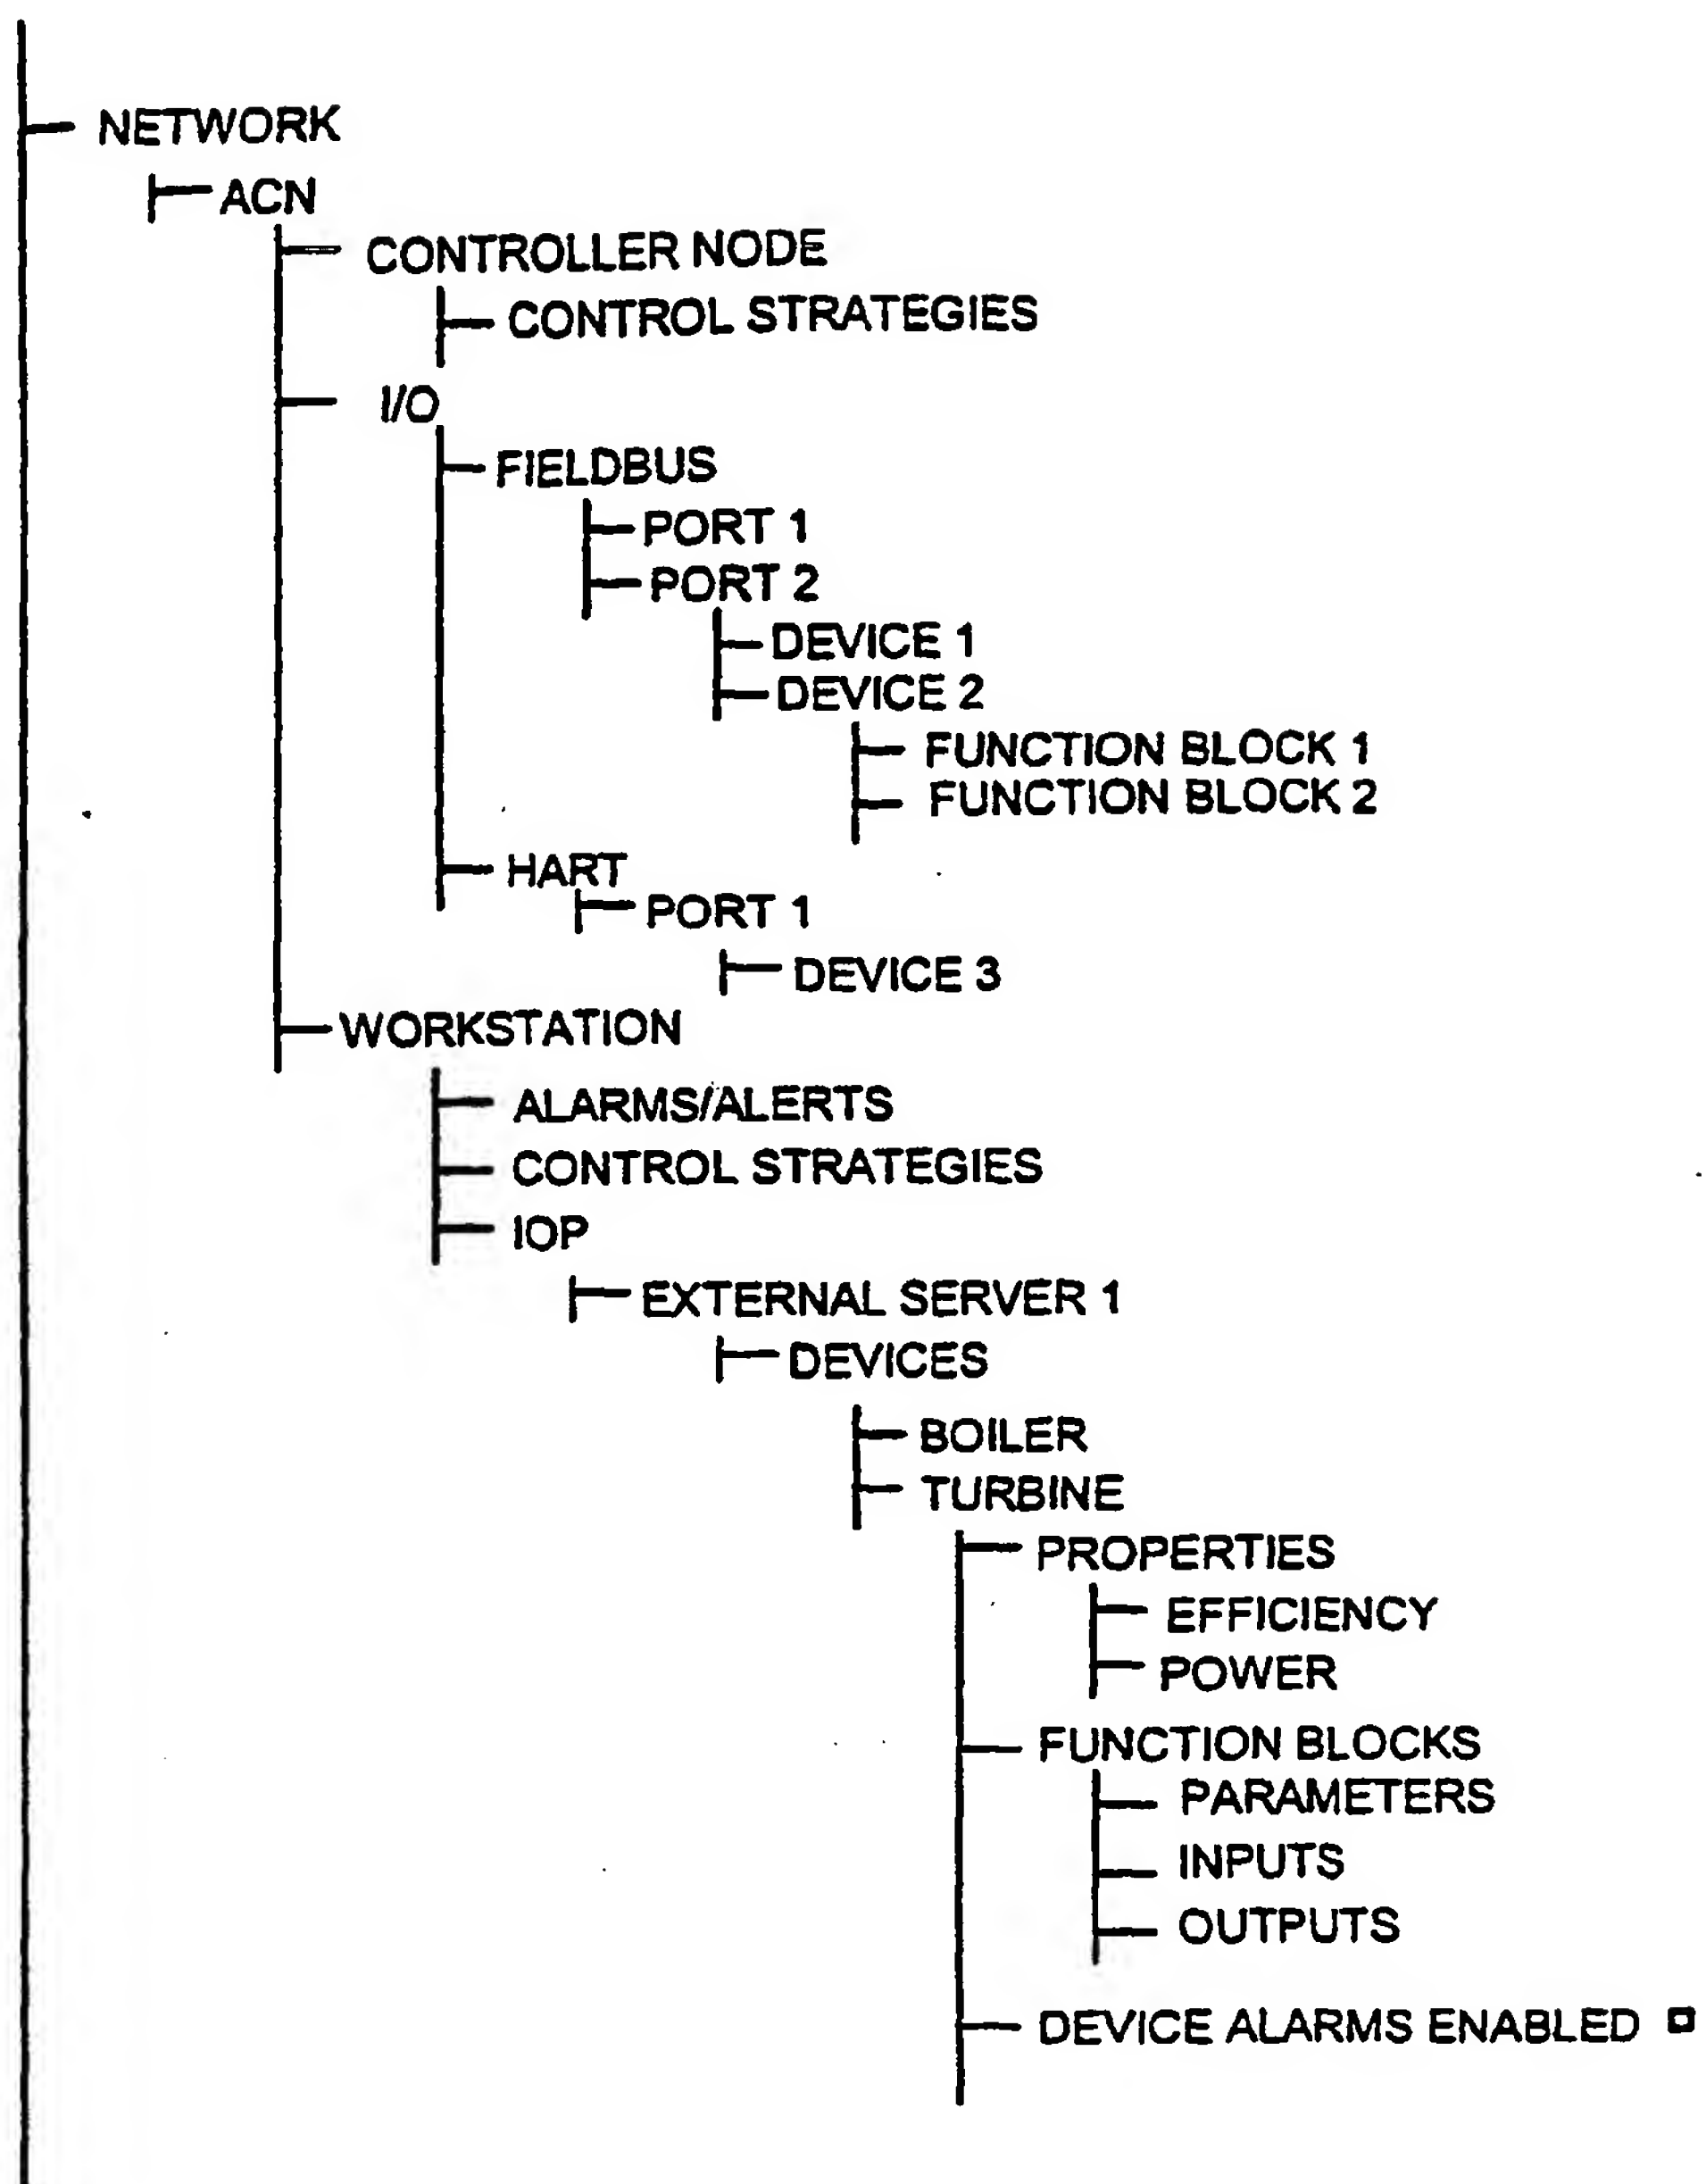 NETWORK
ACN
CONTROLLER NODE
CONTROL STRATEGIES
I/O
FIELDBUS
PORT 1
PORT 2
DEVICE 1
DEVICE 2
FUNCTION BLOCK 1
FUNCTION BLOCK 2
HART
PORT 1
DEVICE 3
WORKSTATION
ALARMS/ALERTS
CONTROL STRATEGIES
IOP
EXTERNAL SERVER 1
DEVICES
BOILER
TURBINE
PROPERTIES
EFFICIENCY
POWER
FUNCTION BLOCKS
PARAMETERS
INPUTS
OUTPUTS
DEVICE ALARMS ENABLED